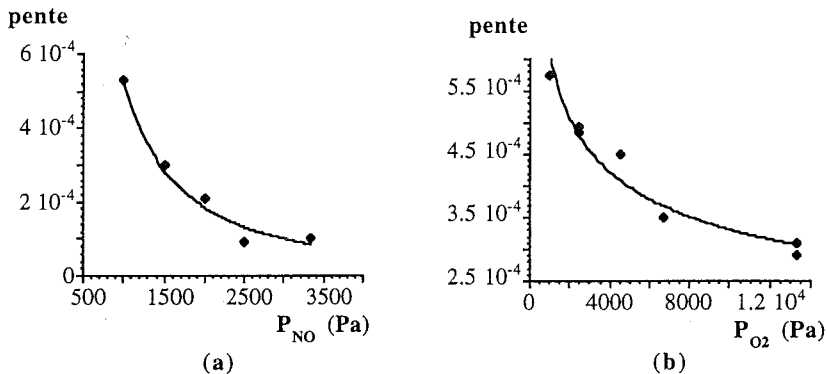 pente
6 10⁻⁴
4 10⁻⁴
2 10⁻⁴
0
500 1500 2500 3500
P_NO (Pa)
(a)
pente
5.5 10⁻⁴
4.5 10⁻⁴
3.5 10⁻⁴
2.5 10⁻⁴
0 4000 8000 1.2 10⁴
P_O2 (Pa)
(b)